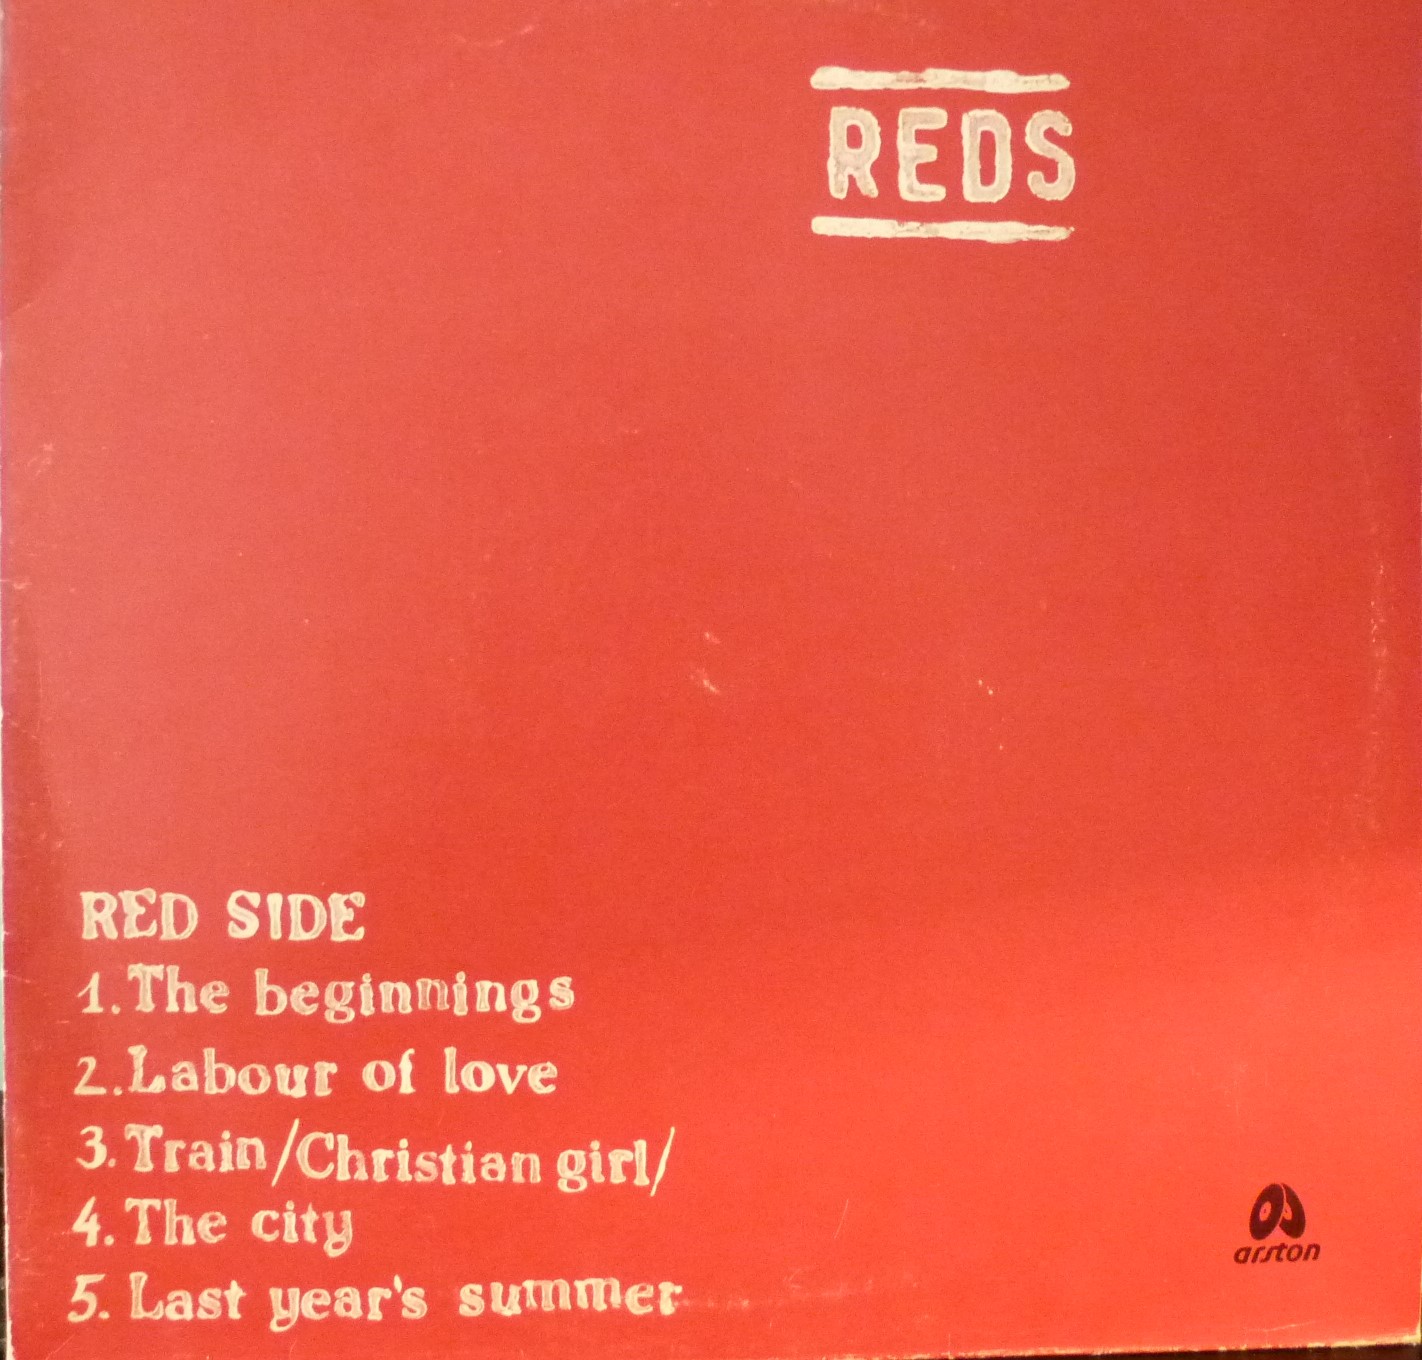 REDS
RED SIDE
1. The beginnings
2. Labour of love
3. Train/Christian girl/
4. The city
5. Last year's summer
arston